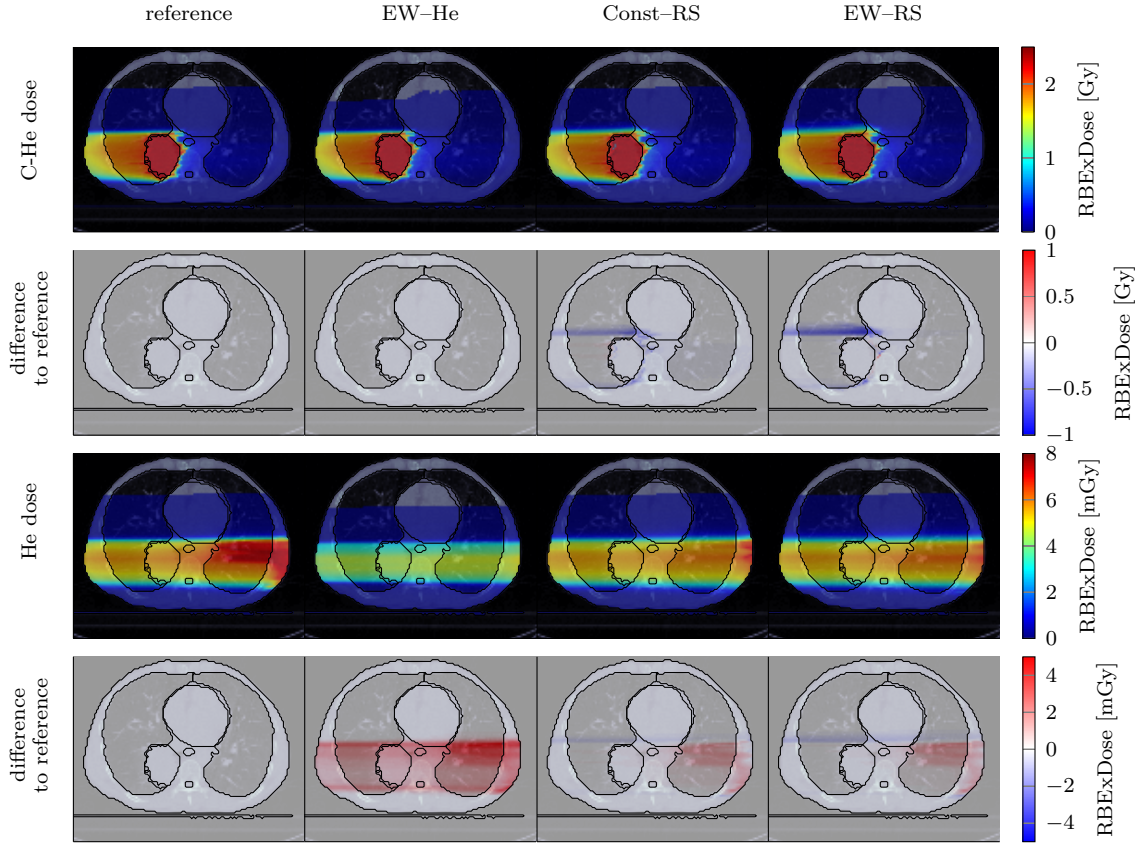 reference EW–He Const–RS EW–RS
C-He dose
2
1
0
RBExDose [Gy]
difference
to reference
1
0.5
0
−0.5
−1
RBExDose [Gy]
He dose
8
6
4
2
0
RBExDose [mGy]
difference
to reference
4
2
0
−2
−4
RBExDose [mGy]